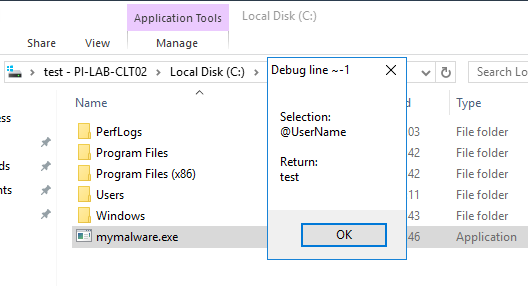 Application Tools
Local Disk (C:)
Share
View
Manage
test - PI-LAB-CLT02 > Local Disk (C:) >
Search Lo
Name
Type
PerfLogs
03
File folder
Program Files
42
File folder
Program Files (x86)
42
File folder
Users
11
File folder
Windows
43
File folder
mymalware.exe
46
Application
ess
ds
nts
Debug line ~-1
Selection:
@UserName
Return:
test
OK